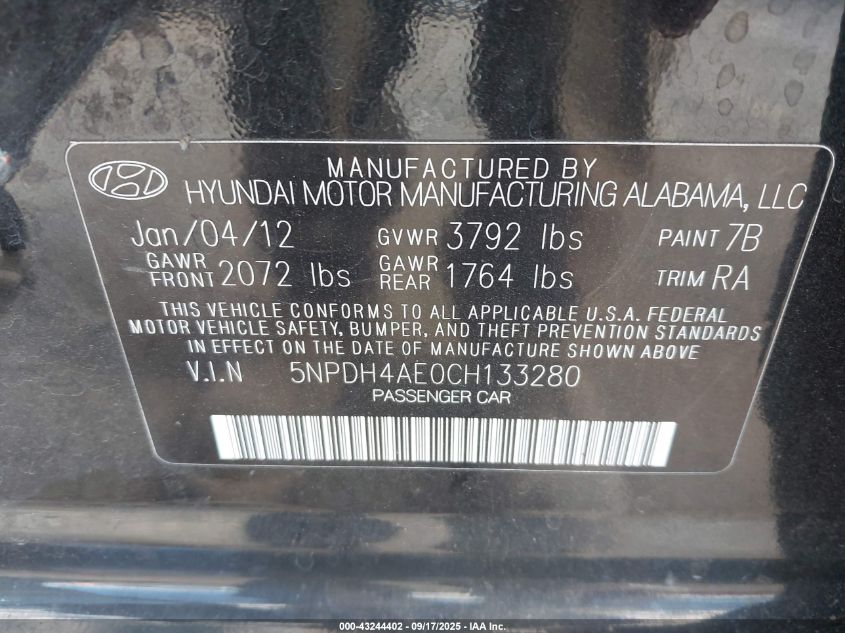 MANUFACTURED BY
HYUNDAI MOTOR MANUFACTURING ALABAMA, LLC
Jan/04/12 GVWR 3792 lbs PAINT 7B
GAWR FRONT 2072 lbs GAWR REAR 1764 lbs TRIM RA
THIS VEHICLE CONFORMS TO ALL APPLICABLE U.S.A. FEDERAL
MOTOR VEHICLE SAFETY, BUMPER, AND THEFT PREVENTION STANDARDS
IN EFFECT ON THE DATE OF MANUFACTURE SHOWN ABOVE.
V.I.N 5NPDH4AE0CH133280
PASSENGER CAR
000-43244402 - 09/17/2025 - IAA Inc.